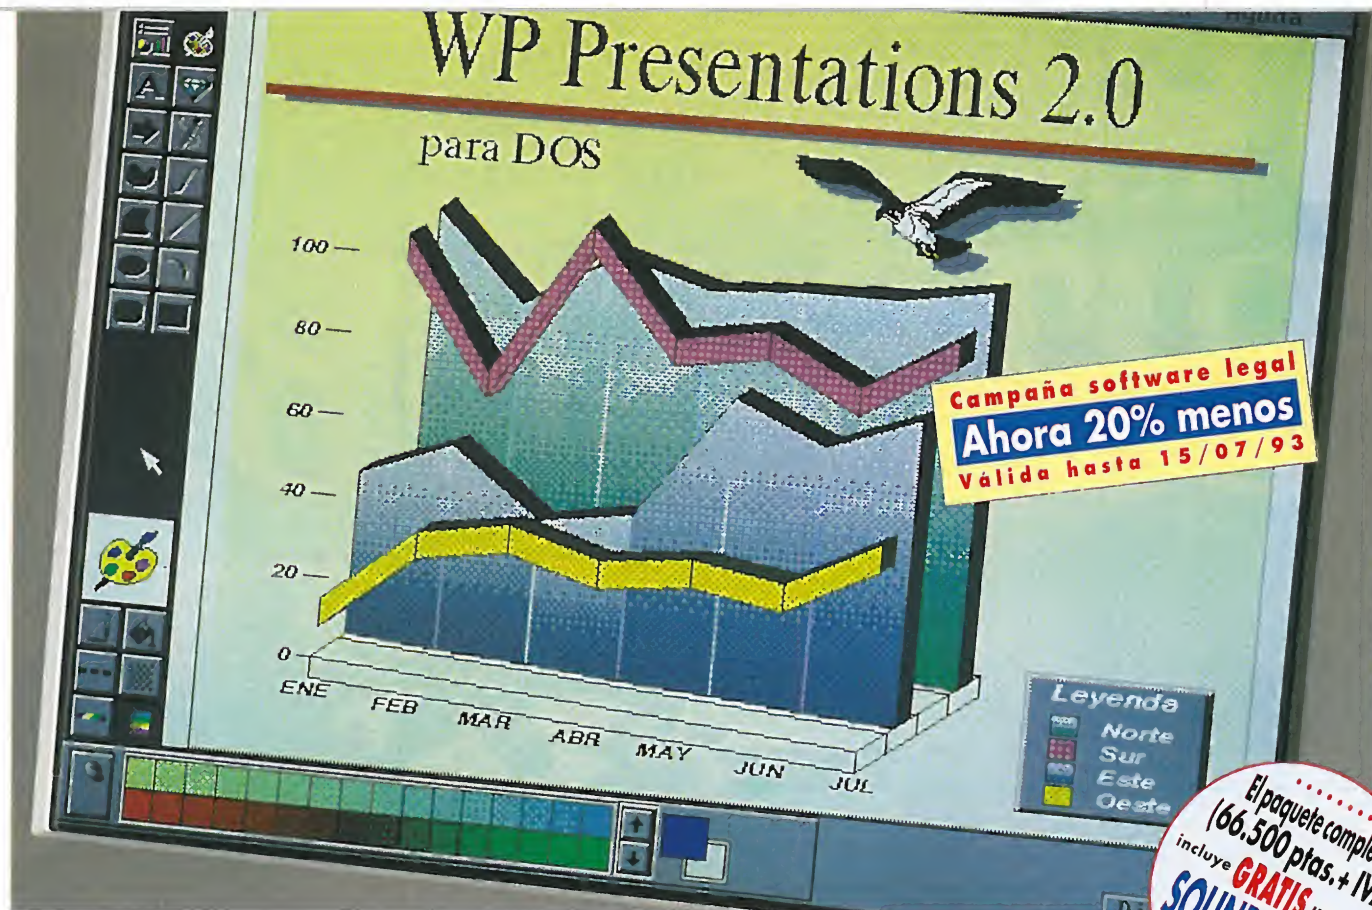 WP Presentations 2.0
para DOS
100
80
60
40
20
0
ENE
FEB
MAR
ABR
MAY
JUN
JUL
Campaña software legal
Ahora 20% menos
Válida hasta 15/07/93
Leyenda
Norte
Sur
Este
Oeste
El paquete
(66.500 ptas. +
incluye GRATIS